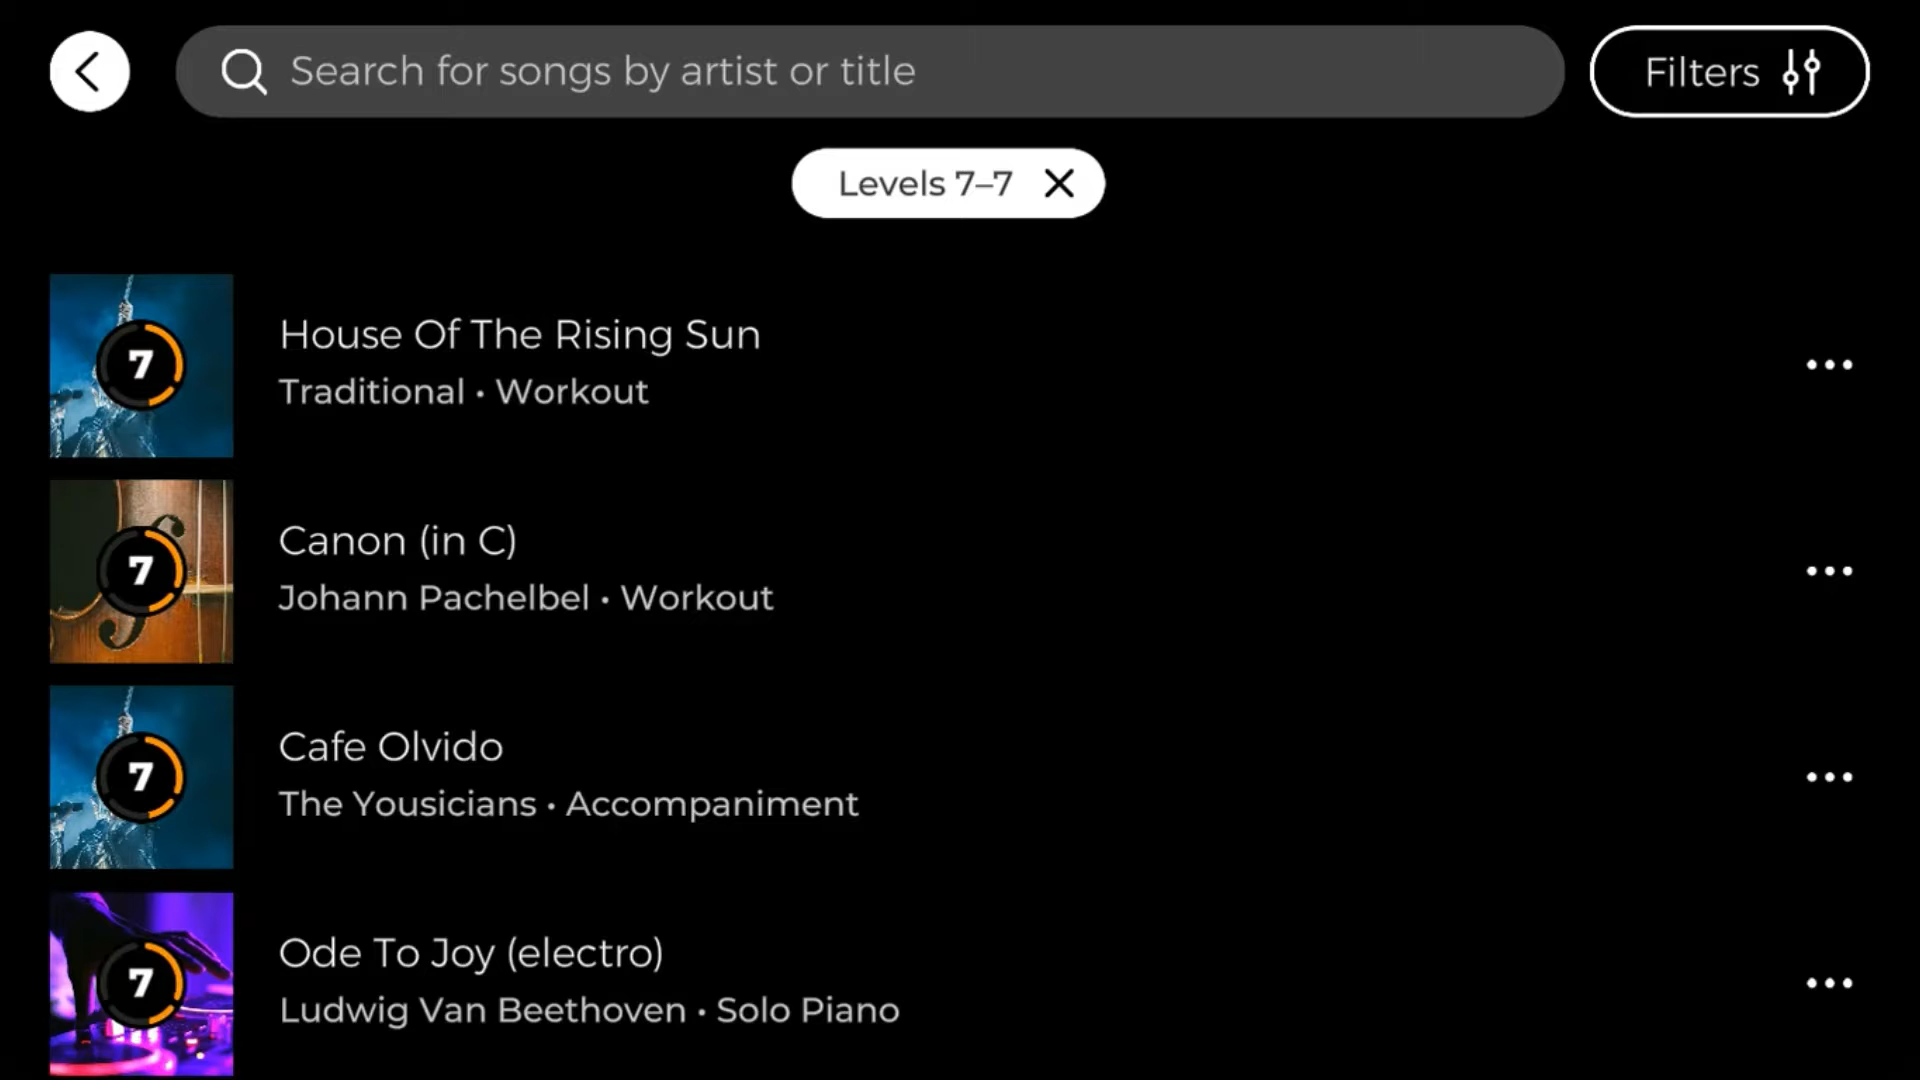 Search for songs by artist or title
Filters
Levels 7–7
7
House Of The Rising Sun
Traditional • Workout
7
Canon (in C)
Johann Pachelbel • Workout
7
Cafe Olvido
The Yousicians • Accompaniment
7
Ode To Joy (electro)
Ludwig Van Beethoven • Solo Piano